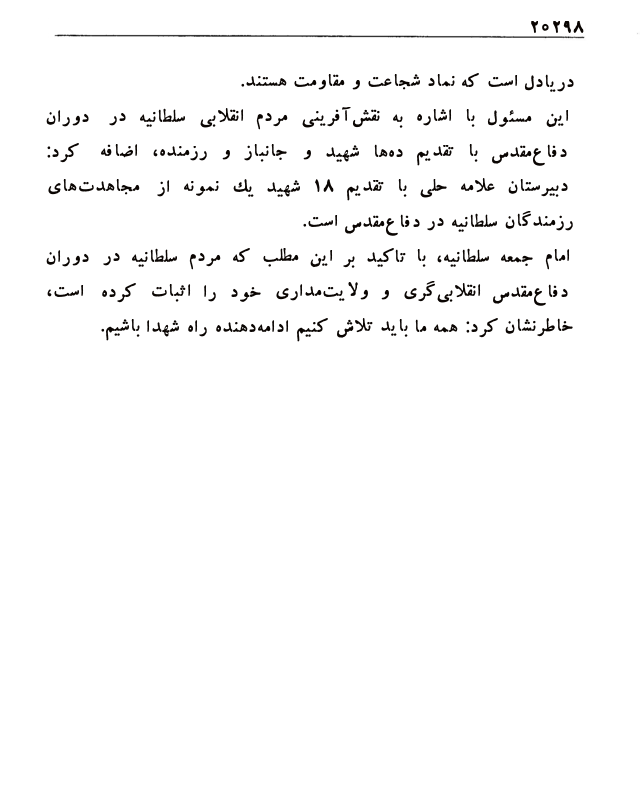 ۲۰۲۹۸
دریادل است که نماد شجاعت و مقاومت هستند.
این مسئول با اشاره به نقش‌آفرینی مردم انقلابی سلطانیه در دوران
دفاع‌مقدس با تقدیم ده‌ها شهید و جانباز و رزمنده، اضافه کرد:
دبیرستان علامه حلی با تقدیم ۱۸ شهید یك نمونه از مجاهدت‌های
رزمندگان سلطانیه در دفاع‌مقدس است.
امام جمعه سلطانیه، با تاکید بر این مطلب که مردم سلطانیه در دوران
دفاع‌مقدس انقلابی‌گری و ولایت‌مداری خود را اثبات کرده است،
خاطرنشان کرد: همه ما باید تلاش کنیم ادامه‌دهنده راه شهدا باشیم.